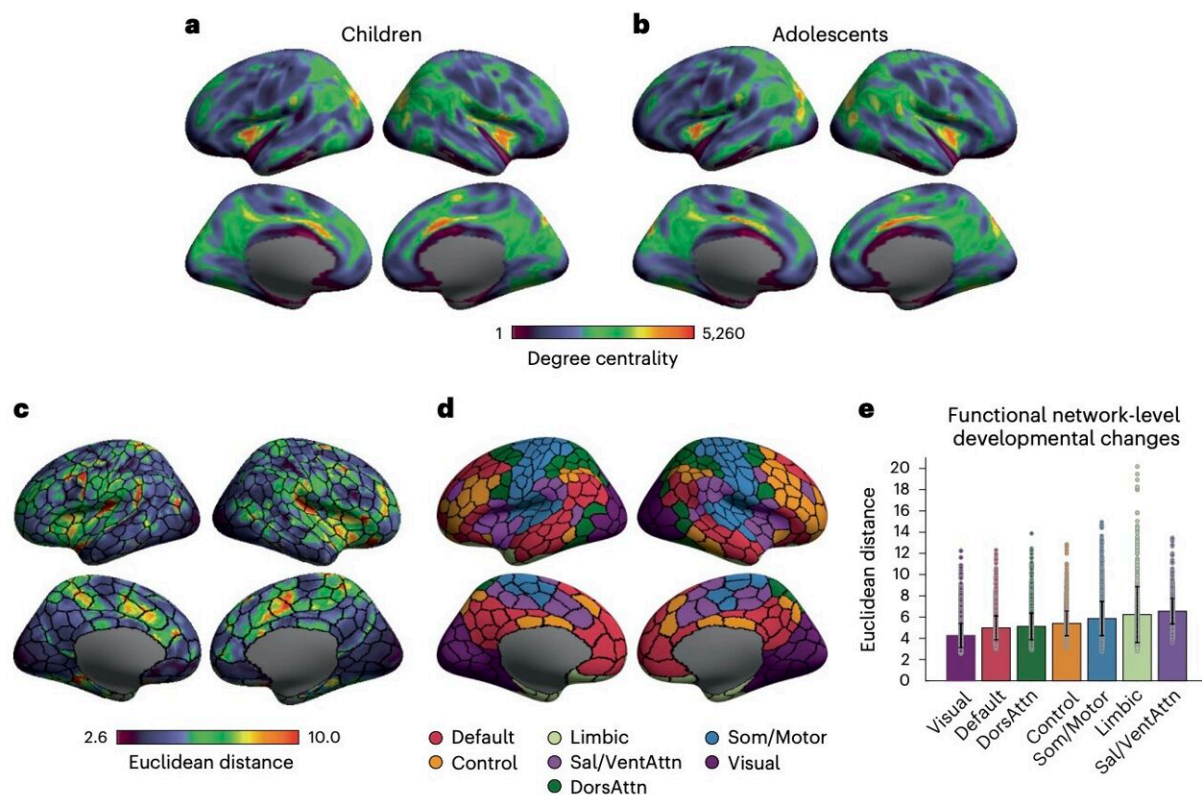 a
Children
b
Adolescents
1
5,260
Degree centrality
c
2.6
10.0
Euclidean distance
d
Default
Limbic
Som/Motor
Control
Sal/VentAttn
Visual
DorsAttn
e
Functional network-level
developmental changes
Euclidean distance
20
18
16
14
12
10
8
6
4
2
0
Visual
Default
DorsAttn
Control
Som/Motor
Limbic
Sal/VentAttn